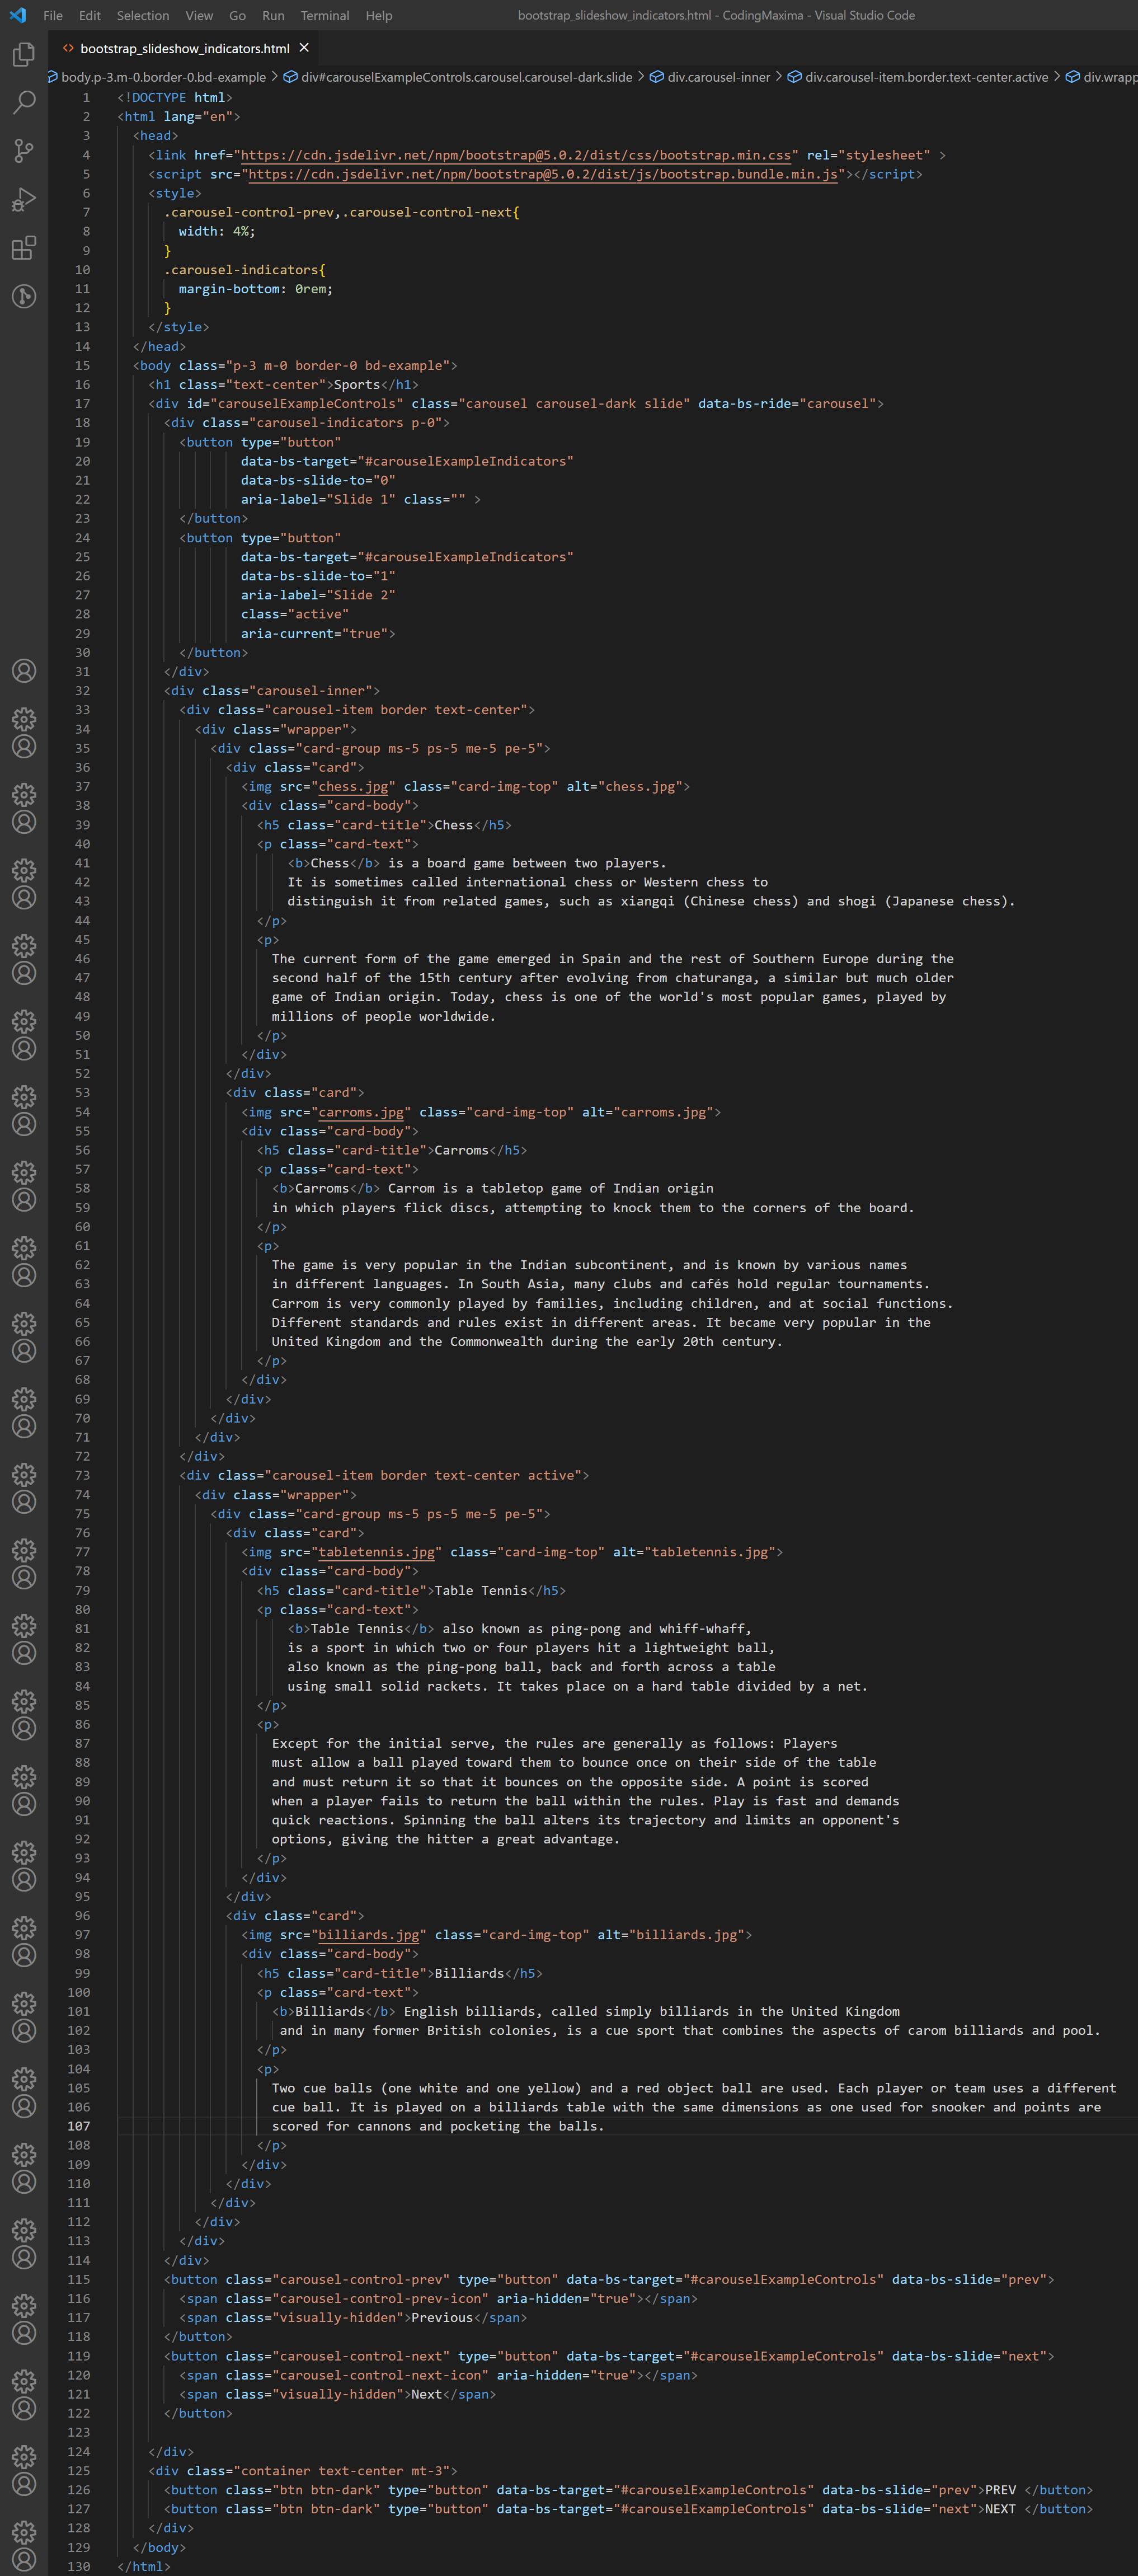 File Edit Selection View Go Run Terminal Help bootstrap_slideshow_indicators.html - CodingMaxima - Visual Studio Code
<> bootstrap_slideshow_indicators.html ×
body.p-3.m-0.border-0.bd-example > div#carouselExampleControls.carousel.carousel-dark.slide > div.carousel-inner > div.carousel-item.border.text-center.active > div.wrapp
1 <!DOCTYPE html>
2 <html lang="en">
3 <head>
4 <link href="https://cdn.jsdelivr.net/npm/bootstrap@5.0.2/dist/css/bootstrap.min.css" rel="stylesheet" >
5 <script src="https://cdn.jsdelivr.net/npm/bootstrap@5.0.2/dist/js/bootstrap.bundle.min.js"></script>
6 <style>
7 .carousel-control-prev,.carousel-control-next{
8 width: 4%;
9 }
10 .carousel-indicators{
11 margin-bottom: 0rem;
12 }
13 </style>
14 </head>
15 <body class="p-3 m-0 border-0 bd-example">
16 <h1 class="text-center">Sports</h1>
17 <div id="carouselExampleControls" class="carousel carousel-dark slide" data-bs-ride="carousel">
18 <div class="carousel-indicators p-0">
19 <button type="button"
20 data-bs-target="#carouselExampleIndicators"
21 data-bs-slide-to="0"
22 aria-label="Slide 1" class="" >
23 </button>
24 <button type="button"
25 data-bs-target="#carouselExampleIndicators"
26 data-bs-slide-to="1"
27 aria-label="Slide 2"
28 class="active"
29 aria-current="true">
30 </button>
31 </div>
32 <div class="carousel-inner">
33 <div class="carousel-item border text-center">
34 <div class="wrapper">
35 <div class="card-group ms-5 ps-5 me-5 pe-5">
36 <div class="card">
37 <img src="chess.jpg" class="card-img-top" alt="chess.jpg">
38 <div class="card-body">
39 <h5 class="card-title">Chess</h5>
40 <p class="card-text">
41 <b>Chess</b> is a board game between two players.
42 It is sometimes called international chess or Western chess to
43 distinguish it from related games, such as xiangqi (Chinese chess) and shogi (Japanese chess).
44 </p>
45 <p>
46 The current form of the game emerged in Spain and the rest of Southern Europe during the
47 second half of the 15th century after evolving from chaturanga, a similar but much older
48 game of Indian origin. Today, chess is one of the world's most popular games, played by
49 millions of people worldwide.
50 </p>
51 </div>
52 </div>
53 <div class="card">
54 <img src="carroms.jpg" class="card-img-top" alt="carroms.jpg">
55 <div class="card-body">
56 <h5 class="card-title">Carroms</h5>
57 <p class="card-text">
58 <b>Carroms</b> Carrom is a tabletop game of Indian origin
59 in which players flick discs, attempting to knock them to the corners of the board.
60 </p>
61 <p>
62 The game is very popular in the Indian subcontinent, and is known by various names
63 in different languages. In South Asia, many clubs and cafés hold regular tournaments.
64 Carrom is very commonly played by families, including children, and at social functions.
65 Different standards and rules exist in different areas. It became very popular in the
66 United Kingdom and the Commonwealth during the early 20th century.
67 </p>
68 </div>
69 </div>
70 </div>
71 </div>
72 </div>
73 <div class="carousel-item border text-center active">
74 <div class="wrapper">
75 <div class="card-group ms-5 ps-5 me-5 pe-5">
76 <div class="card">
77 <img src="tabletennis.jpg" class="card-img-top" alt="tabletennis.jpg">
78 <div class="card-body">
79 <h5 class="card-title">Table Tennis</h5>
80 <p class="card-text">
81 <b>Table Tennis</b> also known as ping-pong and whiff-whaff,
82 is a sport in which two or four players hit a lightweight ball,
83 also known as the ping-pong ball, back and forth across a table
84 using small solid rackets. It takes place on a hard table divided by a net.
85 </p>
86 <p>
87 Except for the initial serve, the rules are generally as follows: Players
88 must allow a ball played toward them to bounce once on their side of the table
89 and must return it so that it bounces on the opposite side. A point is scored
90 when a player fails to return the ball within the rules. Play is fast and demands
91 quick reactions. Spinning the ball alters its trajectory and limits an opponent's
92 options, giving the hitter a great advantage.
93 </p>
94 </div>
95 </div>
96 <div class="card">
97 <img src="billiards.jpg" class="card-img-top" alt="billiards.jpg">
98 <div class="card-body">
99 <h5 class="card-title">Billiards</h5>
100 <p class="card-text">
101 <b>Billiards</b> English billiards, called simply billiards in the United Kingdom
102 and in many former British colonies, is a cue sport that combines the aspects of carom billiards and pool.
103 </p>
104 <p>
105 Two cue balls (one white and one yellow) and a red object ball are used. Each player or team uses a different
106 cue ball. It is played on a billiards table with the same dimensions as one used for snooker and points are
107 scored for cannons and pocketing the balls.
108 </p>
109 </div>
110 </div>
111 </div>
112 </div>
113 </div>
114 </div>
115 <button class="carousel-control-prev" type="button" data-bs-target="#carouselExampleControls" data-bs-slide="prev">
116 <span class="carousel-control-prev-icon" aria-hidden="true"></span>
117 <span class="visually-hidden">Previous</span>
118 </button>
119 <button class="carousel-control-next" type="button" data-bs-target="#carouselExampleControls" data-bs-slide="next">
120 <span class="carousel-control-next-icon" aria-hidden="true"></span>
121 <span class="visually-hidden">Next</span>
122 </button>
123
124 </div>
125 <div class="container text-center mt-3">
126 <button class="btn btn-dark" type="button" data-bs-target="#carouselExampleControls" data-bs-slide="prev">PREV </button>
127 <button class="btn btn-dark" type="button" data-bs-target="#carouselExampleControls" data-bs-slide="next">NEXT </button>
128 </div>
129 </body>
130 </html>